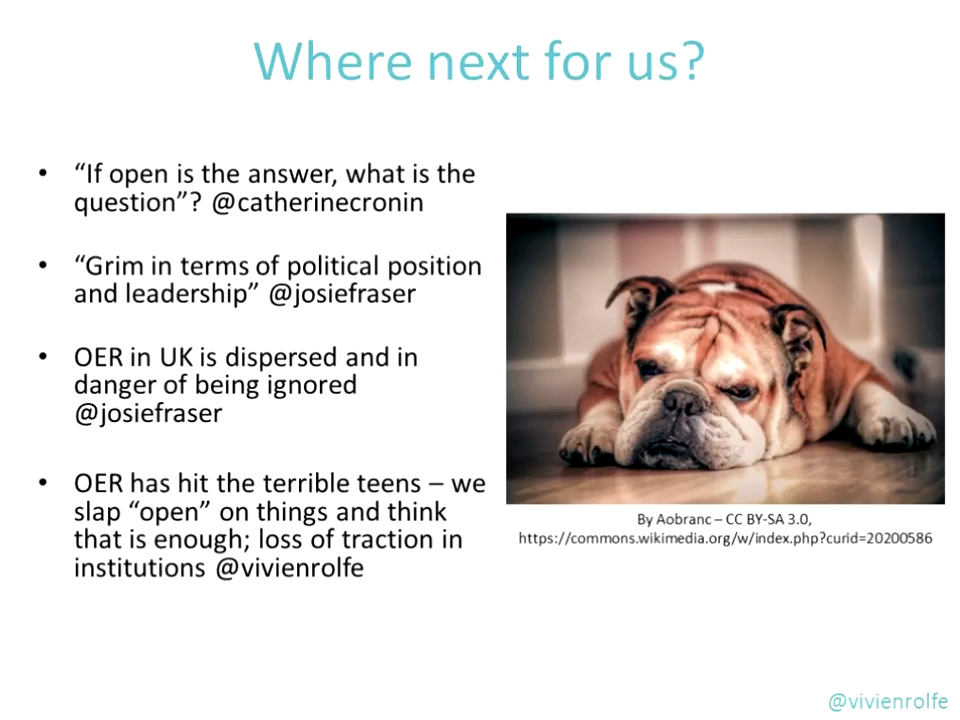 Where next for us?
• “If open is the answer, what is the
question”? @catherinecronin
• “Grim in terms of political position
and leadership” @josiefraser
• OER in UK is dispersed and in
danger of being ignored
@josiefraser
• OER has hit the terrible teens – we
slap “open” on things and think
that is enough; loss of traction in
institutions @vivienrolfe
By Aobranc – CC BY-SA 3.0,
https://commons.wikimedia.org/w/index.php?curid=20200586
@vivienrolfe